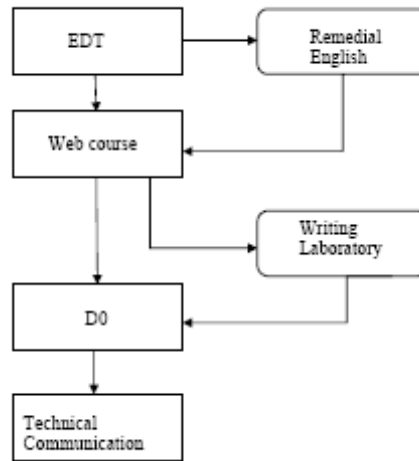 EDT
Remedial
English
Web course
Writing
Laboratory
D0
Technical
Communication